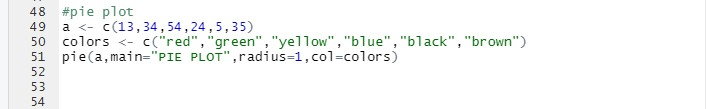 48 #pie plot
49 a <- c(13,34,54,24,5,35)
50 colors <- c("red","green","yellow","blue","black","brown")
51 pie(a,main="PIE PLOT",radius=1,col=colors)
52
53
54